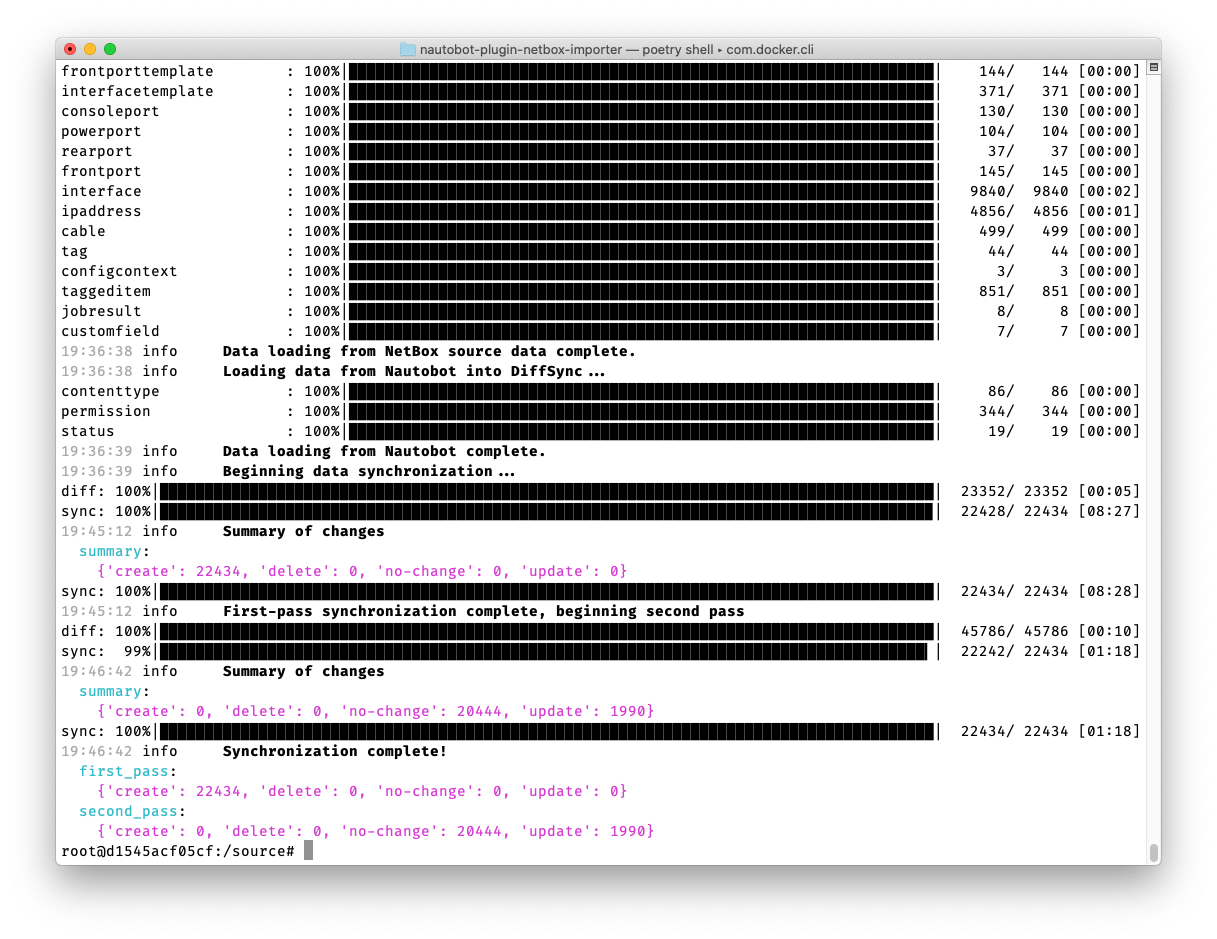 nautobot-plugin-netbox-importer — poetry shell ▸ com.docker.cli
frontporttemplate : 100%| | 144/ 144 [00:00]
interfacetemplate : 100%| | 371/ 371 [00:00]
consoleport : 100%| | 130/ 130 [00:00]
powerport : 100%| | 104/ 104 [00:00]
rearport : 100%| | 37/ 37 [00:00]
frontport : 100%| | 145/ 145 [00:00]
interface : 100%| | 9840/ 9840 [00:02]
ipaddress : 100%| | 4856/ 4856 [00:01]
cable : 100%| | 499/ 499 [00:00]
tag : 100%| | 44/ 44 [00:00]
configcontext : 100%| | 3/ 3 [00:00]
taggeditem : 100%| | 851/ 851 [00:00]
jobresult : 100%| | 8/ 8 [00:00]
customfield : 100%| | 7/ 7 [00:00]
19:36:38 info Data loading from NetBox source data complete.
19:36:38 info Loading data from Nautobot into DiffSync...
contenttype : 100%| | 86/ 86 [00:00]
permission : 100%| | 344/ 344 [00:00]
status : 100%| | 19/ 19 [00:00]
19:36:39 info Data loading from Nautobot complete.
19:36:39 info Beginning data synchronization...
diff: 100%| | 23352/ 23352 [00:05]
sync: 100%| | 22428/ 22434 [08:27]
19:45:12 info Summary of changes
summary:
{'create': 22434, 'delete': 0, 'no-change': 0, 'update': 0}
sync: 100%| | 22434/ 22434 [08:28]
19:45:12 info First-pass synchronization complete, beginning second pass
diff: 100%| | 45786/ 45786 [00:10]
sync: 99%| | 22242/ 22434 [01:18]
19:46:42 info Summary of changes
summary:
{'create': 0, 'delete': 0, 'no-change': 20444, 'update': 1990}
sync: 100%| | 22434/ 22434 [01:18]
19:46:42 info Synchronization complete!
first_pass:
{'create': 22434, 'delete': 0, 'no-change': 0, 'update': 0}
second_pass:
{'create': 0, 'delete': 0, 'no-change': 20444, 'update': 1990}
root@d1545acf05cf:/source#